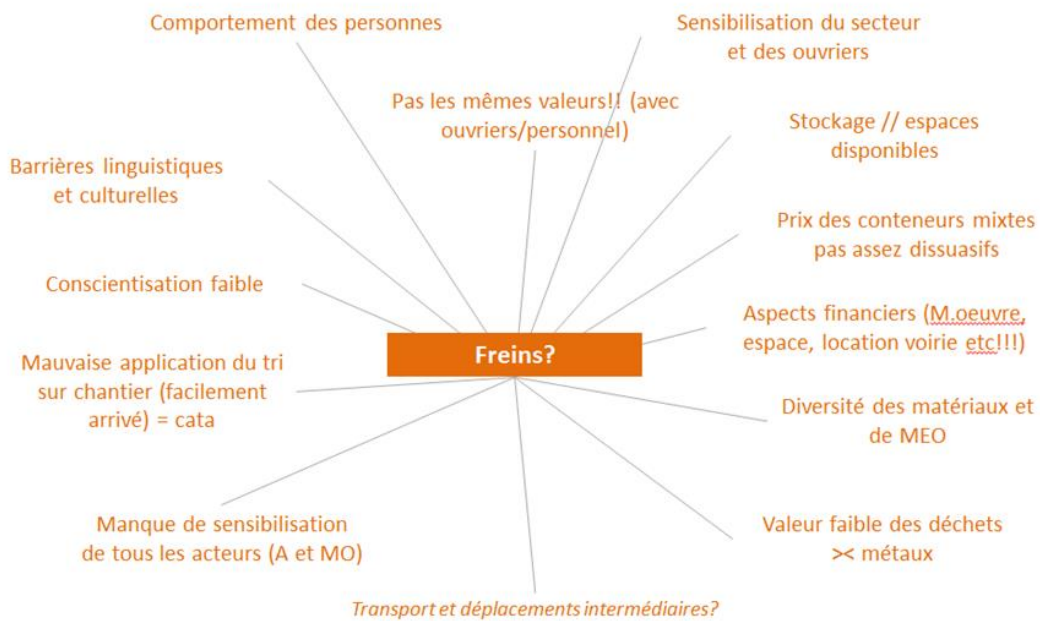 Comportement des personnes
Sensibilisation du secteur
et des ouvriers
Pas les mêmes valeurs!! (avec
ouvriers/personnel)
Stockage // espaces
disponibles
Barrières linguistiques
et culturelles
Prix des conteneurs mixtes
pas assez dissuasifs
Conscientisation faible
Aspects financiers (M.oeuvre,
espace, location voirie etc!!!)
Freins?
Mauvaise application du tri
sur chantier (facilement
arrivé) = cata
Diversité des matériaux et
de MEO
Manque de sensibilisation
de tous les acteurs (A et MO)
Valeur faible des déchets
>< métaux
Transport et déplacements intermédiaires?